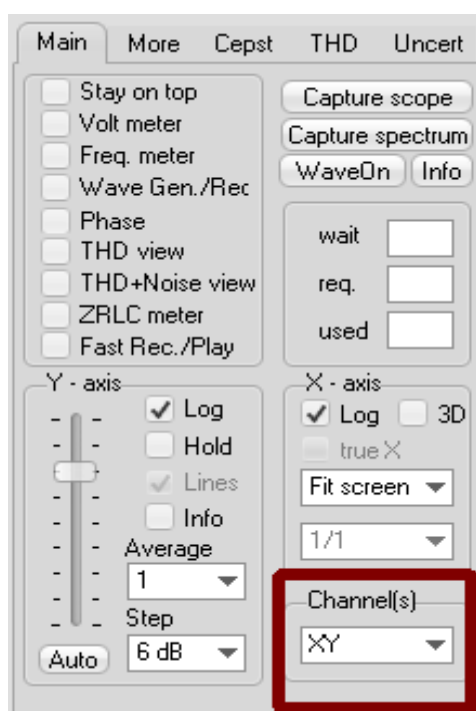 Main More Cepst THD Uncert
Stay on top
Volt meter
Freq. meter
Wave Gen./Rec
Phase
THD view
THD+Noise view
ZRLC meter
Fast Rec./Play
Capture scope
Capture spectrum
WaveOn Info
wait
req.
used
Y - axis
Log
Hold
Lines
Info
Average
1
Step
6 dB
Auto
X - axis
Log 3D
true X
Fit screen
1/1
Channel(s)
XY